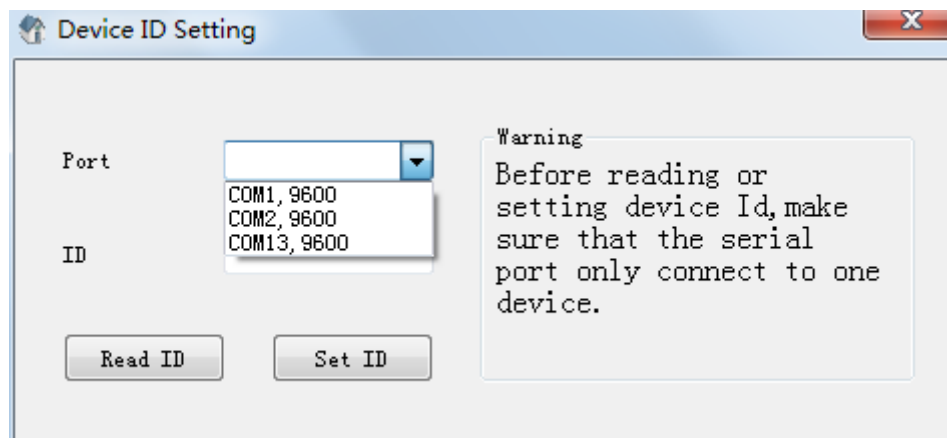 Device ID Setting
Port
COM1, 9600
COM2, 9600
COM13, 9600
ID
Read ID
Set ID
Warning
Before reading or
setting device Id,make
sure that the serial
port only connect to one
device.